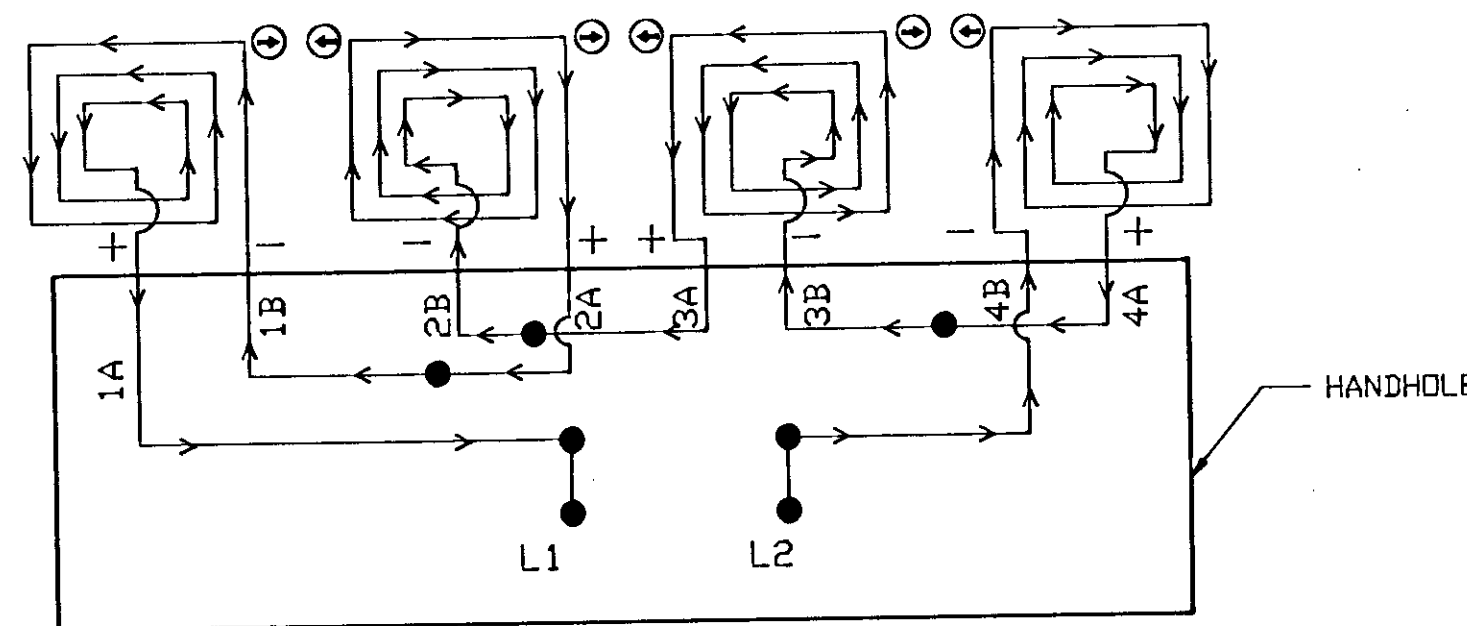 + − − + + − − +
1B 2B 2A 3A 3B 4B 4A
1A
HANDHOLE
L1 L2